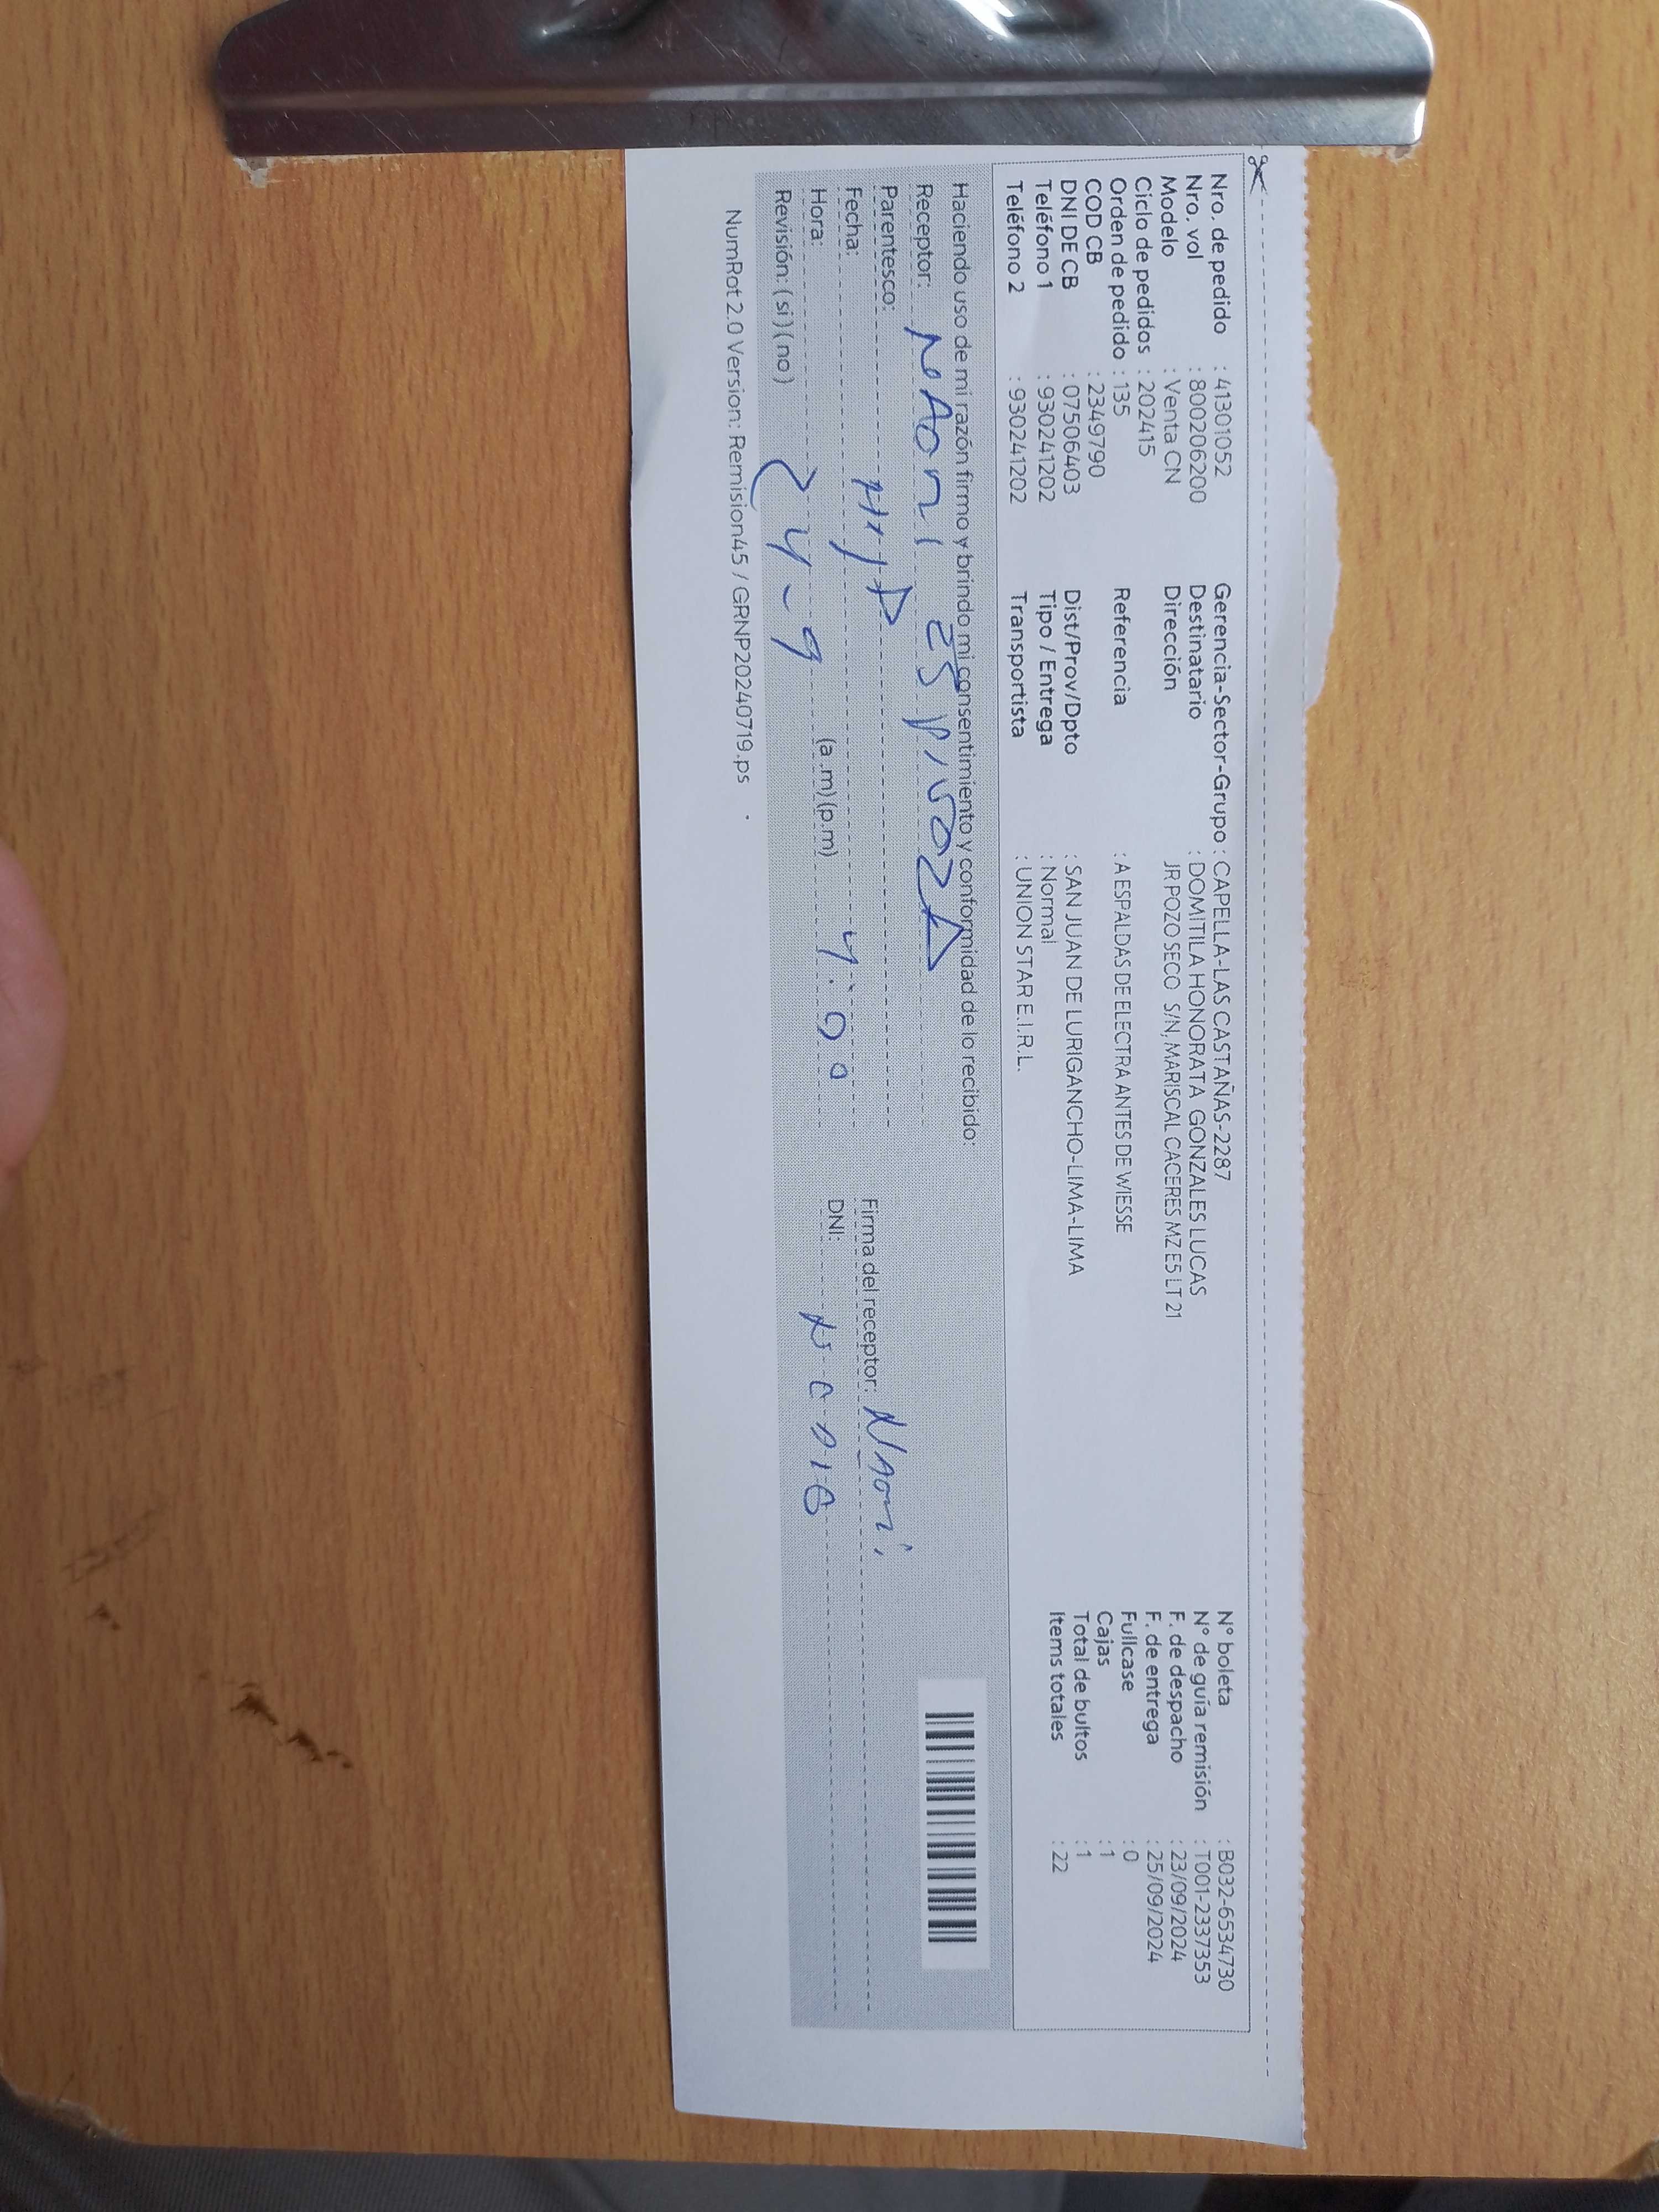 Nro. de pedido : 41301052 Gerencia-Sector-Grupo : CAPELLA-LAS CASTAÑAS-2287 N° boleta : B032-6534730
Nro. vol : 800206200 Destinatario : DOMITILA HONORATA GONZALES LUCAS N° de guía remisión : T001-2337353
Modelo : Venta CN Dirección JR POZO SECO S/N, MARISCAL CACERES MZ E5 LT 21 F. de despacho : 23/09/2024
Ciclo de pedidos : 202415 F. de entrega : 25/09/2024
Orden de pedido : 135 Referencia : A ESPALDAS DE ELECTRA ANTES DE WIESSE Fullcase : 0
COD CB : 2349790 Cajas : 1
DNI DE CB : 07506403 Dist/Prov/Dpto : SAN JUAN DE LURIGANCHO-LIMA-LIMA Total de bultos : 1
Teléfono 1 : 930241202 Tipo / Entrega : Normal Items totales : 22
Teléfono 2 : 930241202 Transportista : UNION STAR E.I.R.L.
Haciendo uso de mi razón firmo y brindo mi consentimiento y conformidad de lo recibido:
Receptor: NAOMI ESPINOZA
Parentesco:
Fecha: Firma del receptor: Naomi
Hora: 24-9 (a.m) (p.m) 4:00 DNI:
Revisión: (si) (no)
NumRot 2.0 Version: Remision45 / GRNP20240719.ps